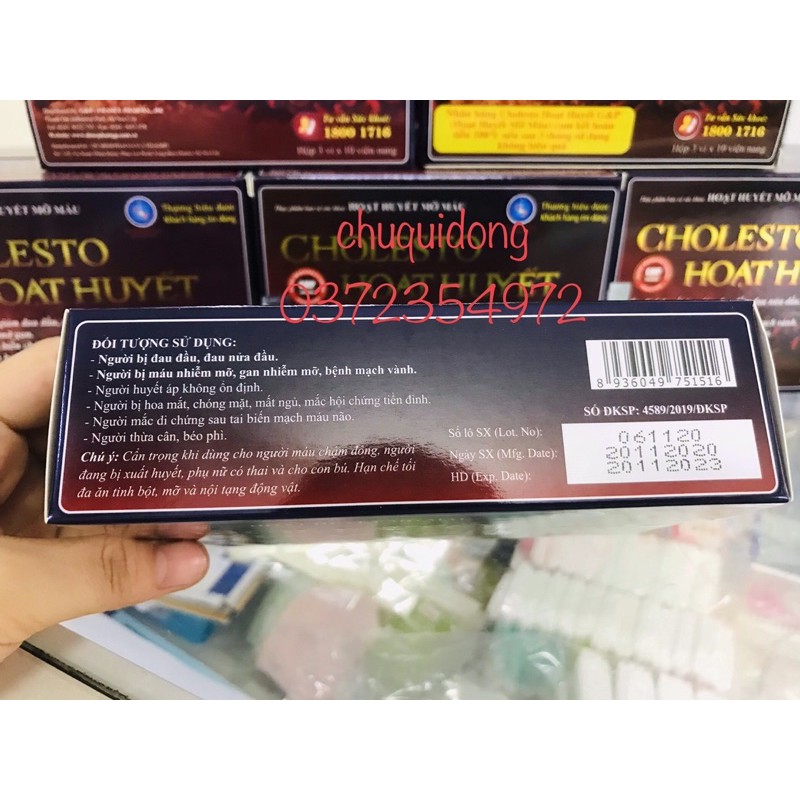 Tư vấn Sức khỏe:
1800 1716
Hộp 3 vỉ x 10 viên nang
Tư vấn Sức khỏe:
1800 1716
Hộp 3 vỉ x 10 viên nang
HUYẾT MỠ MÁU
Thương hiệu được
khách hàng tin dùng
LESTO
OẠT HUYẾT
HOẠT HUYẾT MỠ MÁU
Thương hiệu được
khách hàng tin dùng
CHOLESTO
HOẠT HUYẾT
HOẠT HUYẾT MỠ M
CHOLESTO
HOẠT H
chuquidong
0372354972
ĐỐI TƯỢNG SỬ DỤNG:
- Người bị đau đầu, đau nửa đầu.
- Người bị máu nhiễm mỡ, gan nhiễm mỡ, bệnh mạch vành.
- Người huyết áp không ổn định.
- Người bị hoa mắt, chóng mặt, mất ngủ, mắc hội chứng tiền đình.
- Người mắc di chứng sau tai biến mạch máu não.
- Người thừa cân, béo phì.
Chú ý: Cẩn trọng khi dùng cho người máu chậm đông, người
đang bị xuất huyết, phụ nữ có thai và cho con bú. Hạn chế tối
đa ăn tinh bột, mỡ và nội tạng động vật.
8 936049 751516
SỐ ĐKSP: 4589/2019/ĐKSP
Số lô SX (Lot. No): 061120
Ngày SX (Mfg. Date): 20112020
HD (Exp. Date): 20112023